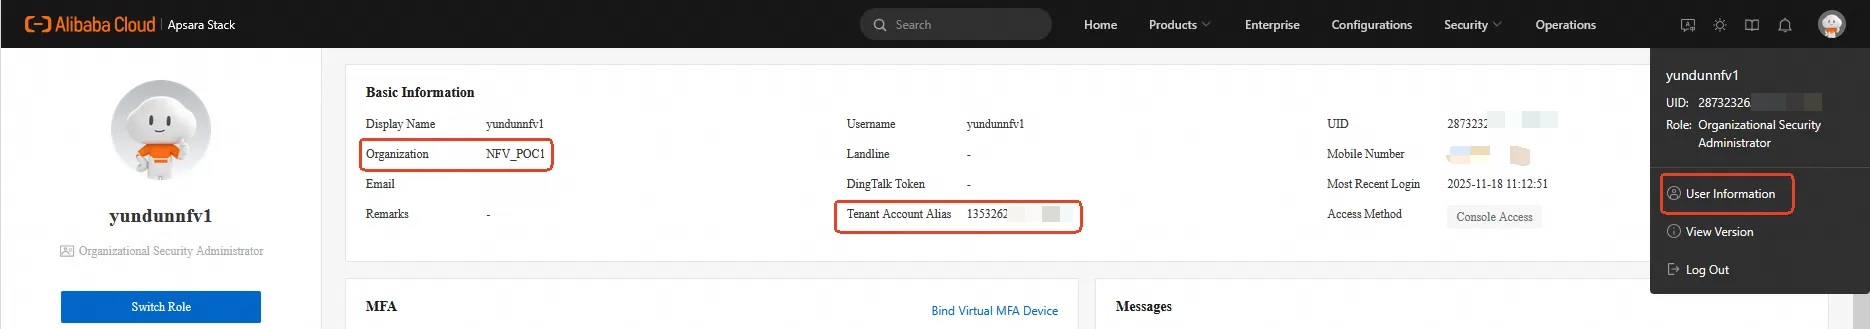 Alibaba Cloud | Apsara Stack
Search
Home
Products
Enterprise
Configurations
Security
Operations
yundunnfv1
Organizational Security Administrator
Switch Role
Basic Information
Display Name yundunnfv1
Username yundunnfv1
UID 287323
Organization NFV_POC1
Landline -
Mobile Number
Email
DingTalk Token -
Most Recent Login 2025-11-18 11:12:51
Remarks -
Tenant Account Alias 1353262
Access Method Console Access
MFA
Bind Virtual MFA Device
Messages
yundunnfv1
UID: 28732326
Role: Organizational Security
Administrator
User Information
View Version
Log Out